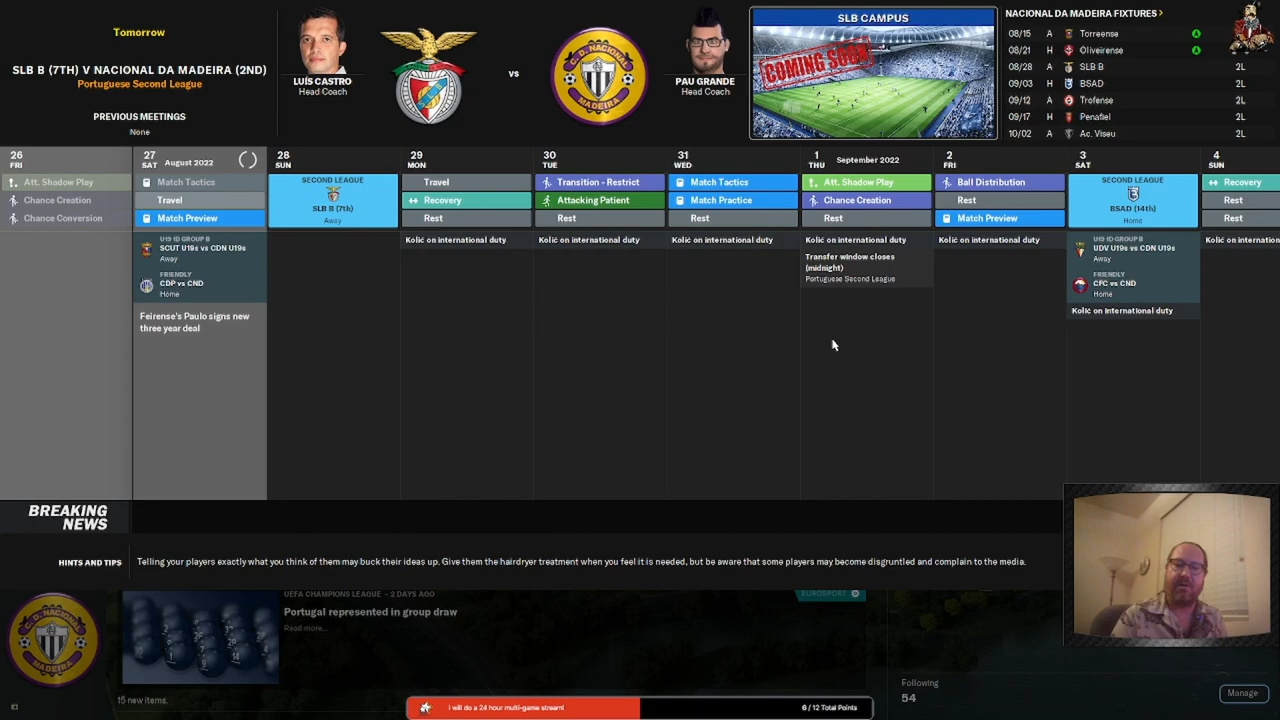 Tomorrow
SLB B (7TH) V NACIONAL DA MADEIRA (2ND)
Portuguese Second League
PREVIOUS MEETINGS
None
LUÍS CASTRO
Head Coach
vs
C.D. NACIONAL
MADEIRA
PAU GRANDE
Head Coach
SLB CAMPUS
COMING SOON
NACIONAL DA MADEIRA FIXTURES >
08/15 A Torreense
08/21 H Oliveirense
08/28 A SLB B 2L
09/03 H BSAD 2L
09/12 A Trofense 2L
09/17 H Penafiel 2L
10/02 A Ac. Viseu 2L
26
FRI
Att. Shadow Play
Chance Creation
Chance Conversion
27
SAT August 2022
Match Tactics
Travel
Match Preview
U19 1D GROUP B
SCUT U19s vs CDN U19s
Away
FRIENDLY
CDP vs CND
Home
Feirense's Paulo signs new
three year deal
28
SUN
SECOND LEAGUE
SLB B (7th)
Away
29
MON
Travel
Recovery
Rest
Kolić on international duty
30
TUE
Transition - Restrict
Attacking Patient
Rest
Kolić on international duty
31
WED
Match Tactics
Match Practice
Rest
Kolić on international duty
1
THU September 2022
Att. Shadow Play
Chance Creation
Rest
Kolić on international duty
Transfer window closes
(midnight)
Portuguese Second League
2
FRI
Ball Distribution
Rest
Match Preview
Kolić on international duty
3
SAT
SECOND LEAGUE
BSAD (14th)
Home
U19 1D GROUP B
UDV U19s vs CDN U19s
Away
FRIENDLY
CFC vs CND
Home
Kolić on international duty
4
SUN
Recovery
Rest
Rest
Kolić on internation
BREAKING
NEWS
HINTS AND TIPS
Telling your players exactly what you think of them may buck their ideas up. Give them the hairdryer treatment when you feel it is needed, but be aware that some players may become disgruntled and complain to the media.
C.D. NACIONAL
MADEIRA
UEFA CHAMPIONS LEAGUE - 2 DAYS AGO
EUROSPORT
Portugal represented in group draw
Read more...
15 new items.
I will do a 24 hour multi-game stream!
6 / 12 Total Points
Following
54
Manage